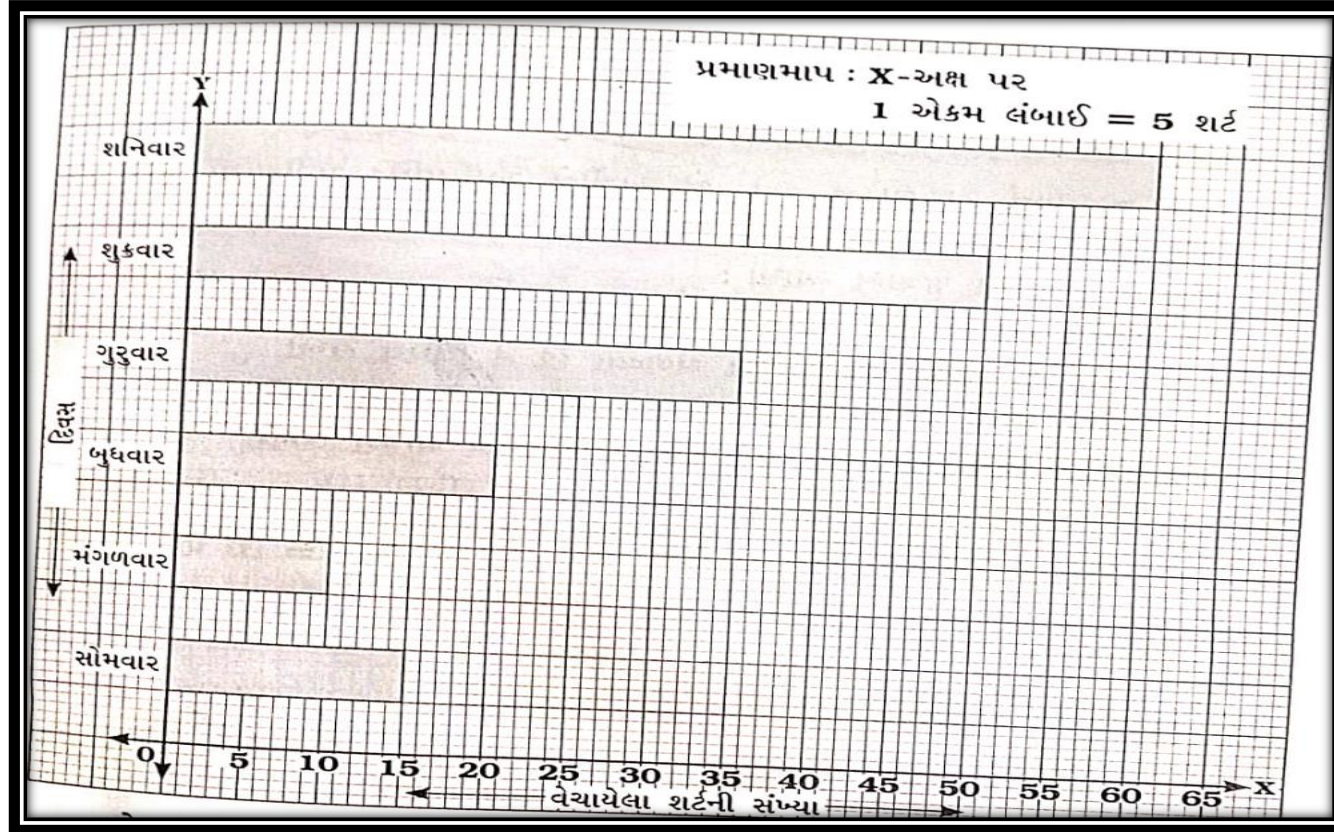 પ્રમાણમાપ : X-અક્ષ પર
1 એકમ લંબાઈ = 5 શર્ટ
Y
શનિવાર
શુક્રવાર
ગુરુવાર
દિવસ
બુધવાર
મંગળવાર
સોમવાર
0 5 10 15 20 25 30 35 40 45 50 55 60 65 X
વેચાયેલા શર્ટની સંખ્યા